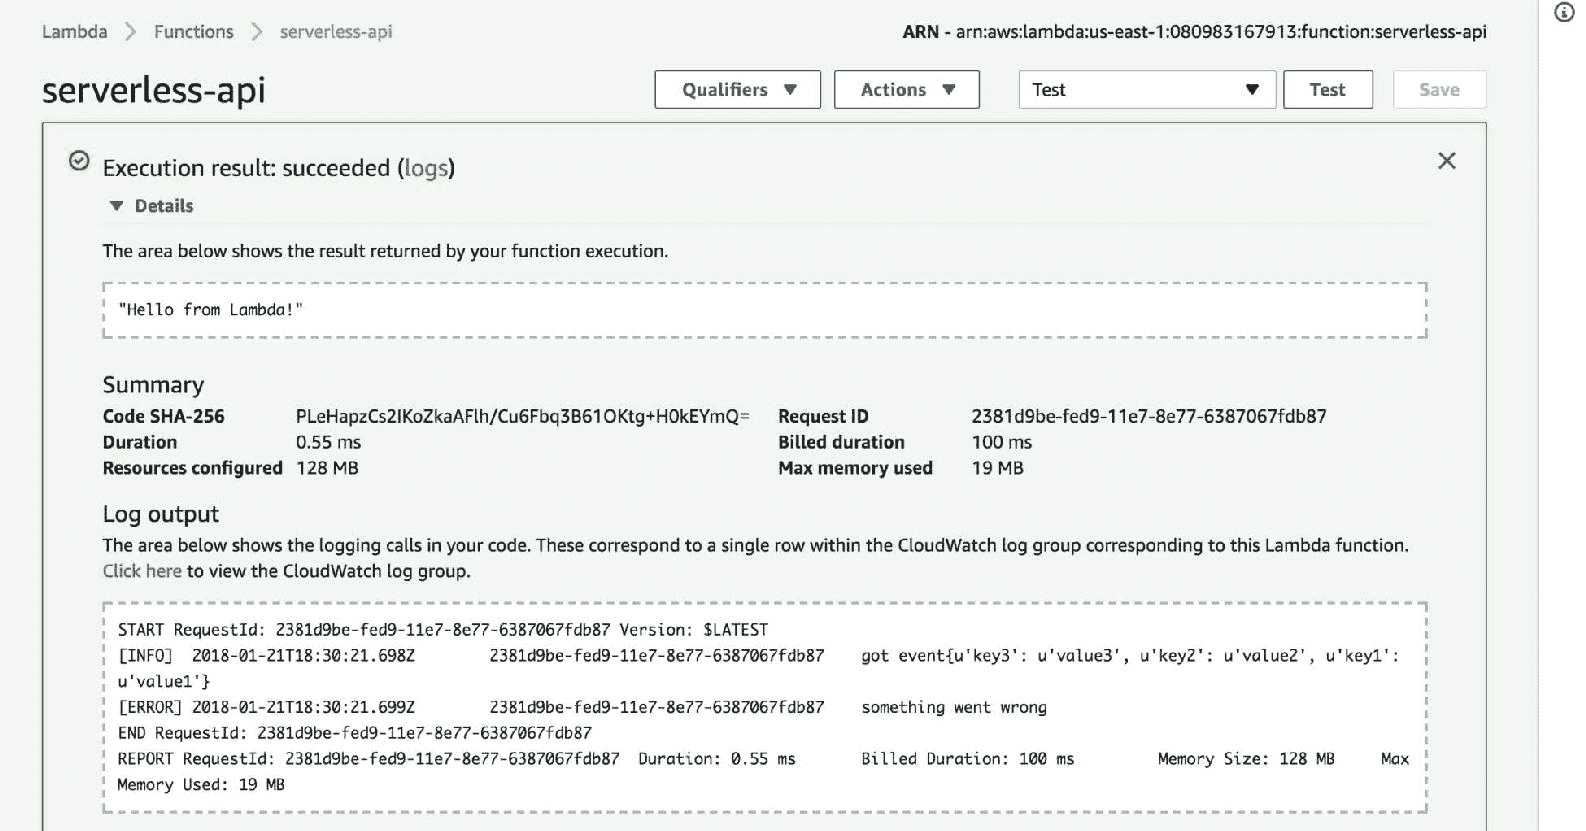 Lambda > Functions > serverless-api
ARN - arn:aws:lambda:us-east-1:080983167913:function:serverless-api
serverless-api
Qualifiers
Actions
Test
Test
Save
Execution result: succeeded (logs)
Details
The area below shows the result returned by your function execution.
"Hello from Lambda!"
Summary
Code SHA-256 PLeHapzCs2IKoZkaAFlh/Cu6Fbq3B61OKtg+H0kEYmQ= Request ID 2381d9be-fed9-11e7-8e77-6387067fdb87
Duration 0.55 ms Billed duration 100 ms
Resources configured 128 MB Max memory used 19 MB
Log output
The area below shows the logging calls in your code. These correspond to a single row within the CloudWatch log group corresponding to this Lambda function.
Click here to view the CloudWatch log group.
START RequestId: 2381d9be-fed9-11e7-8e77-6387067fdb87 Version: $LATEST
[INFO] 2018-01-21T18:30:21.698Z 2381d9be-fed9-11e7-8e77-6387067fdb87 got event{u'key3': u'value3', u'key2': u'value2', u'key1':
u'value1'}
[ERROR] 2018-01-21T18:30:21.699Z 2381d9be-fed9-11e7-8e77-6387067fdb87 something went wrong
END RequestId: 2381d9be-fed9-11e7-8e77-6387067fdb87
REPORT RequestId: 2381d9be-fed9-11e7-8e77-6387067fdb87 Duration: 0.55 ms Billed Duration: 100 ms Memory Size: 128 MB Max
Memory Used: 19 MB